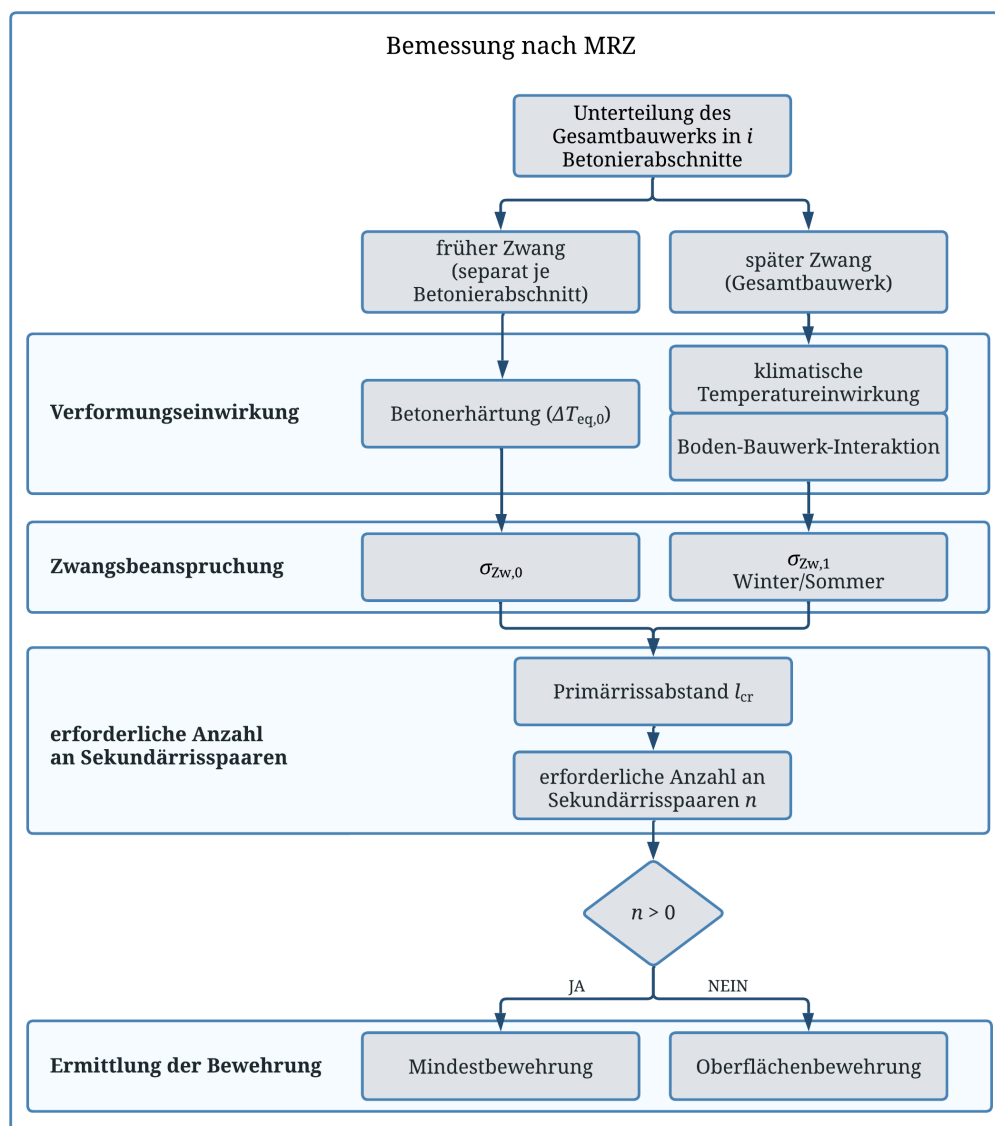 Bemessung nach MRZ
Unterteilung des
Gesamtbauwerks in i
Betonierabschnitte
früher Zwang
(separat je
Betonierabschnitt)
später Zwang
(Gesamtbauwerk)
Verformungseinwirkung
Betonerhärtung (ΔTeq,0)
klimatische
Temperatureinwirkung
Boden-Bauwerk-Interaktion
Zwangsbeanspruchung
σZw,0
σZw,1
Winter/Sommer
erforderliche Anzahl
an Sekundärrisspaaren
Primärrissabstand lcr
erforderliche Anzahl an
Sekundärrisspaaren n
n > 0
JA
NEIN
Ermittlung der Bewehrung
Mindestbewehrung
Oberflächenbewehrung